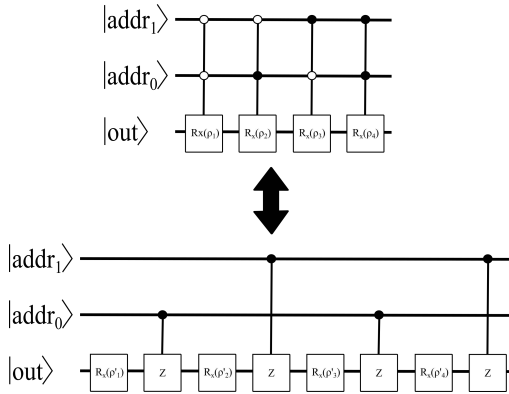 |addr₁⟩
|addr₀⟩
|out⟩ Rx(ρ₁) Rₓ(ρ₂) Rₓ(ρ₃) Rₓ(ρ₄)
|addr₁⟩
|addr₀⟩
|out⟩ Rₓ(ρ'₁) Z Rₓ(ρ'₂) Z Rₓ(ρ'₃) Z Rₓ(ρ'₄) Z